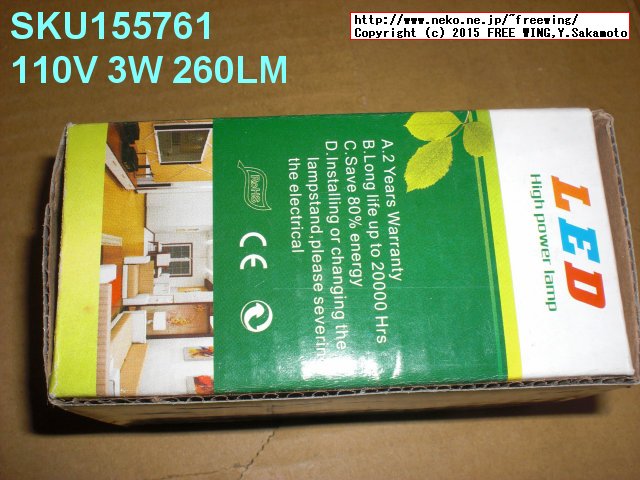 SKU155761
110V 3W 260LM
http://www.neko.ne.jp/~freewing/
Copyright (c) 2015 FREE WING,Y.Sakamoto
LED
High power lamp
A.2 Years Warranty
B.Long life up to 20000 Hrs
C.Save 80% energy
D.Installing or changing the
lampstand,please severing
the electrical
RoHS
CE